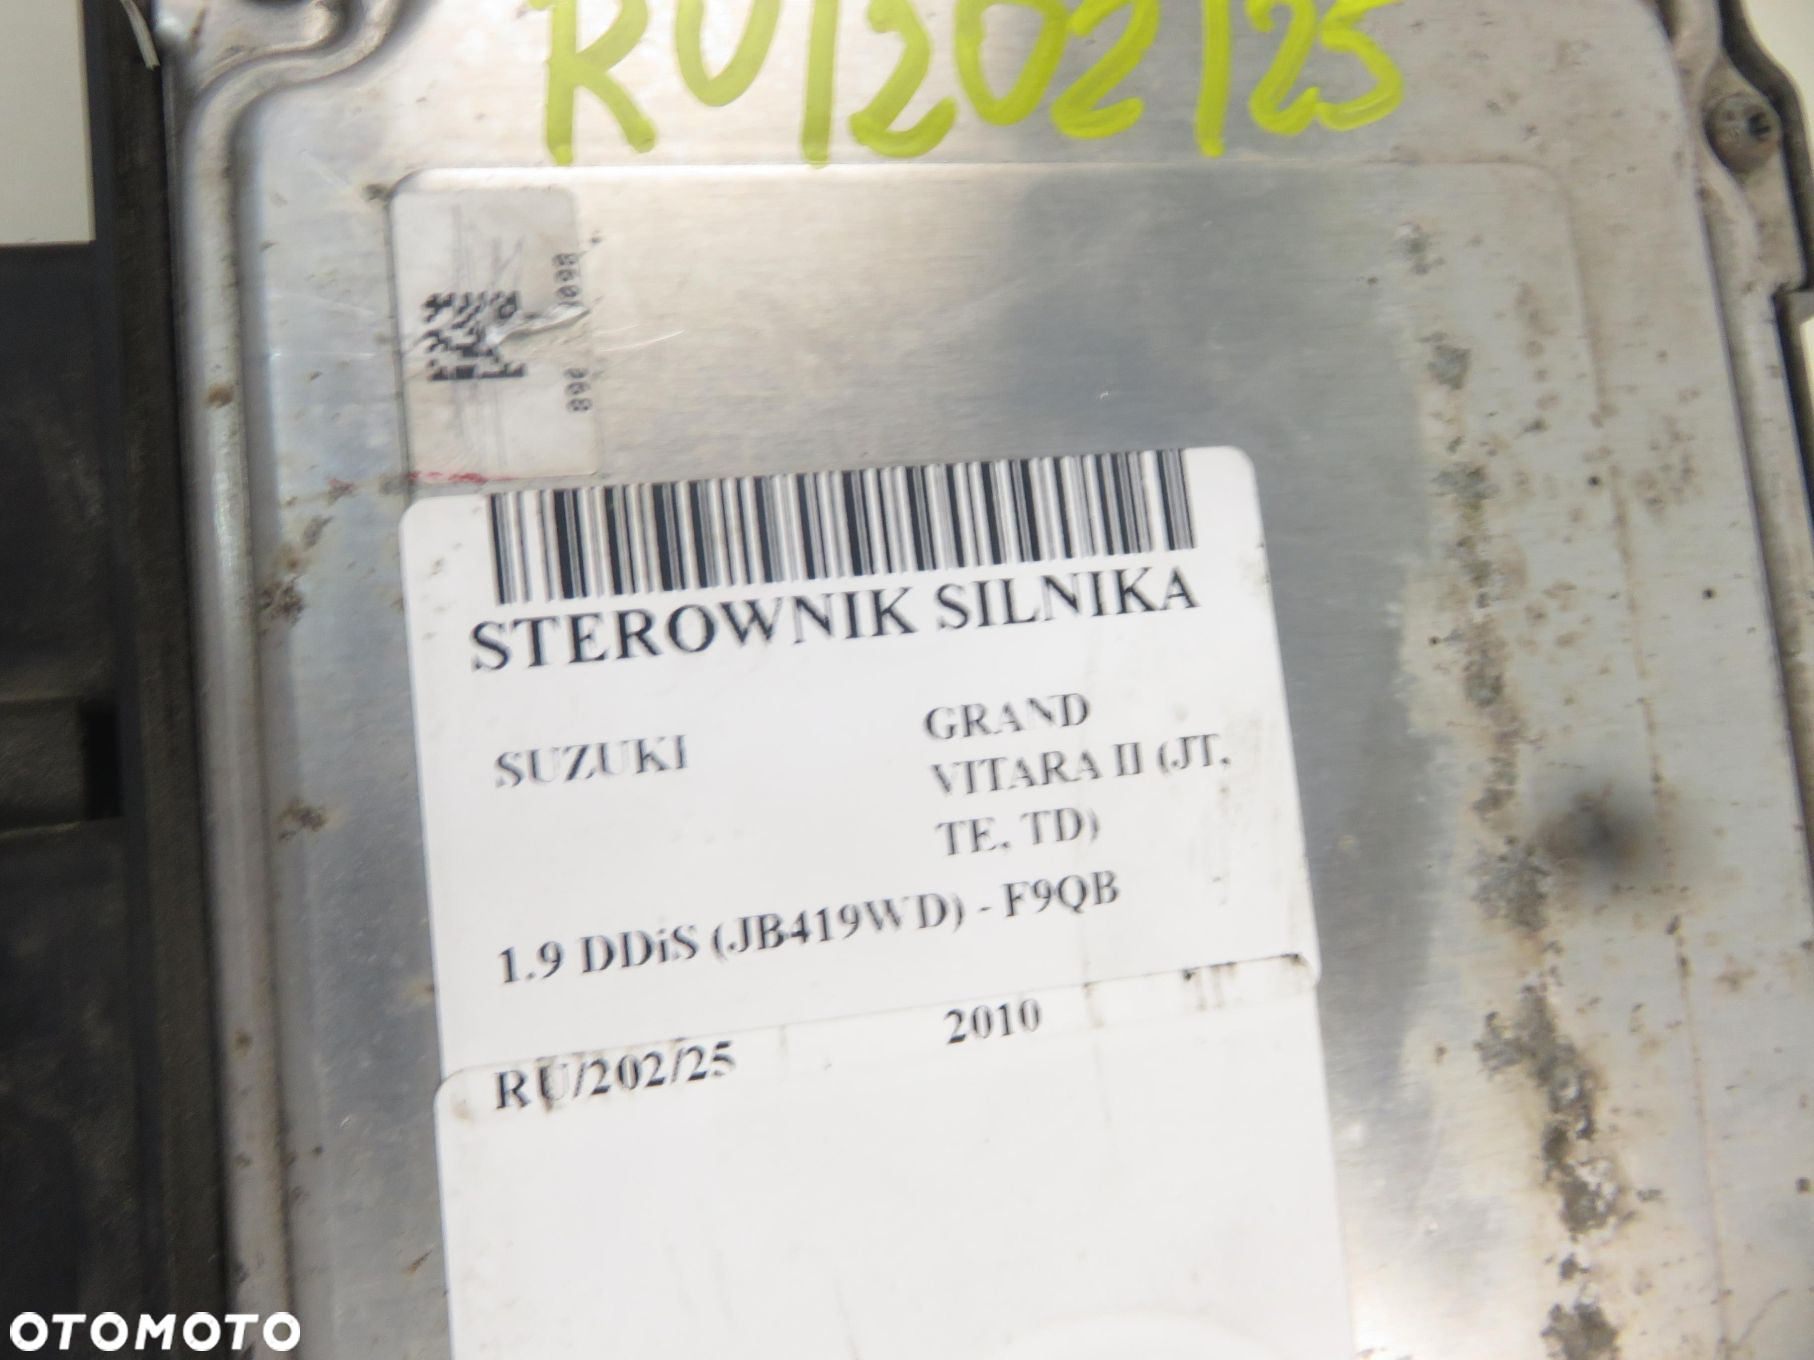 RU/202/25
STEROWNIK SILNIKA
SUZUKI
GRAND
VITARA II (JT,
TE, TD)
1.9 DDiS (JB419WD) - F9QB
RU/202/25
2010
OTOMOTO